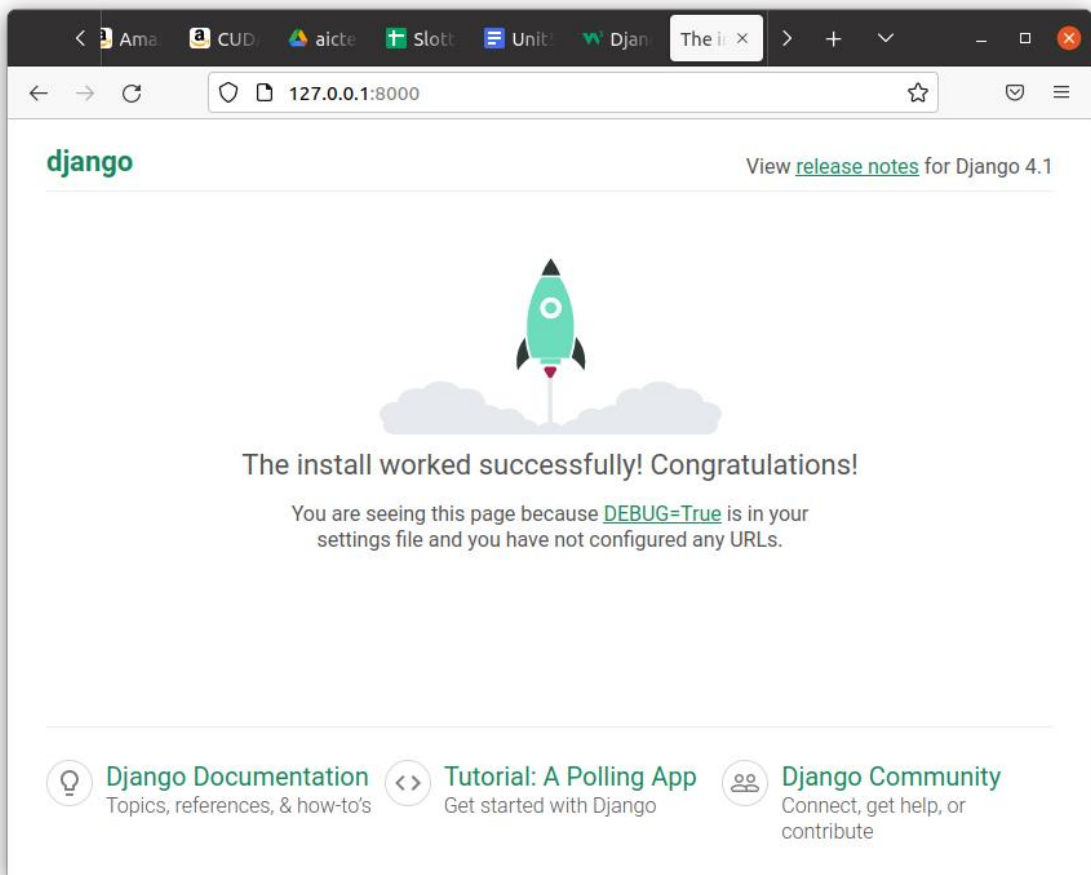 Ama
CUD
aicte
Slott
Unit
Djan
The i
127.0.0.1:8000
django
View release notes for Django 4.1
The install worked successfully! Congratulations!
You are seeing this page because DEBUG=True is in your
settings file and you have not configured any URLs.
Django Documentation
Topics, references, & how-to's
Tutorial: A Polling App
Get started with Django
Django Community
Connect, get help, or
contribute